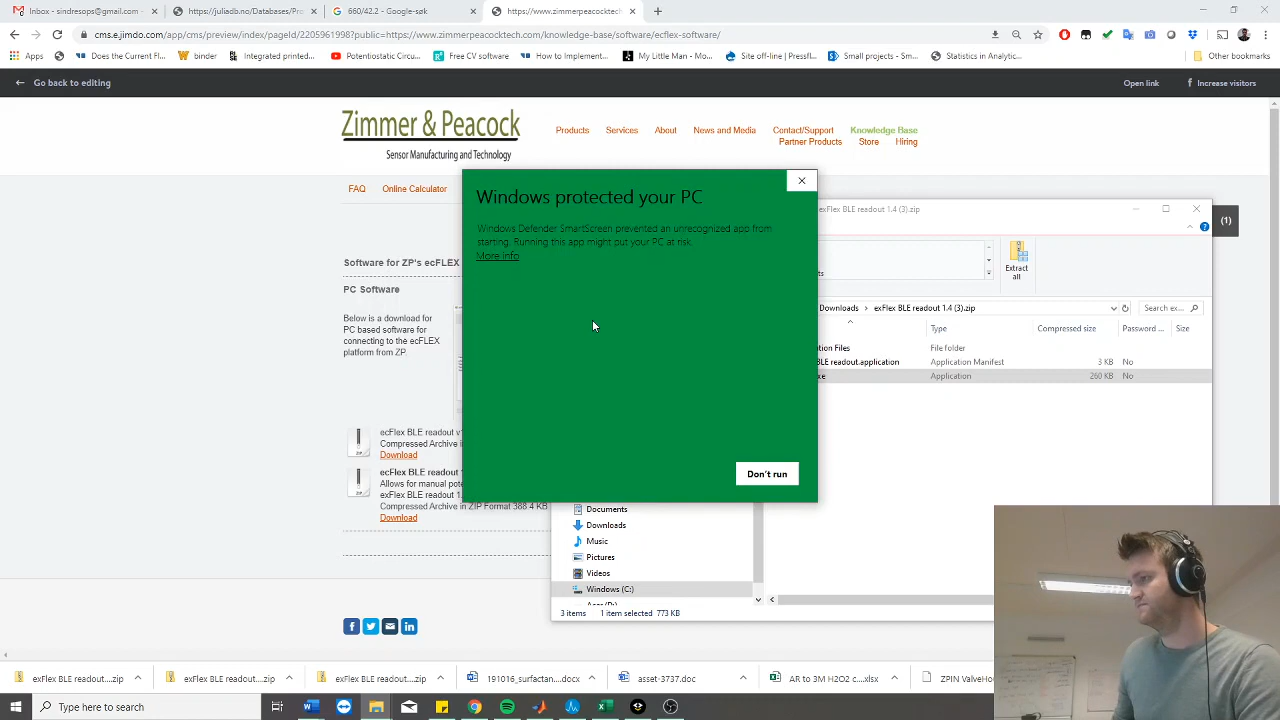 Inbox - sindresops@gmail.com
https://juliadb.no/Databases/Pro
660/42.2 - Google-søk
https://www.zimmerpeacocktech
cms.e.jimdo.com/app/cms/preview/index/pageId/2205961998?public=https://www.zimmerpeacocktech.com/knowledge-base/software/ecflex-software/
Apps
Does the Current Fl...
binder
Integrated printed...
Potentiostatic Circu...
Free CV software
How to Implement...
My Little Man - Mo...
Site off-line | Pressfl...
Small projects - Sm...
Statistics in Analytic...
Other bookmarks
Go back to editing
Open link
Increase visitors
Zimmer & Peacock
Sensor Manufacturing and Technology
Products Services About News and Media Contact/Support Knowledge Base
Partner Products Store Hiring
FAQ Online Calculator
Windows protected your PC
Windows Defender SmartScreen prevented an unrecognized app from
starting. Running this app might put your PC at risk.
More info
Don't run
exFlex BLE readout 1.4 (3).zip
(1)
Extract
all
Downloads > exFlex BLE readout 1.4 (3).zip
Search ex...
Type Compressed size Password ... Size
File folder
BLE readout.application Application Manifest 3 KB No
Application 260 KB No
Software for ZP's ecFLEX
PC Software
Below is a download for
PC based software for
connecting to the ecFLEX
platform from ZP.
ecFlex BLE readout v
Compressed Archive in
Download
ecFlex BLE readout
Allows for manual pote
exFlex BLE readout 1.
Compressed Archive in ZIP Format 388.4 KB
Download
Documents
Downloads
Music
Pictures
Videos
Windows (C:)
3 items 1 item selected 773 KB
exFlex BLE readout....zip
exFlex BLE readout....zip
exFlex BLE readout....zip
191016_surfactan....docx
asset-3737.doc
AR to 3M H2O2 c....xlsx
ZPIN ValveHo
Type here to search